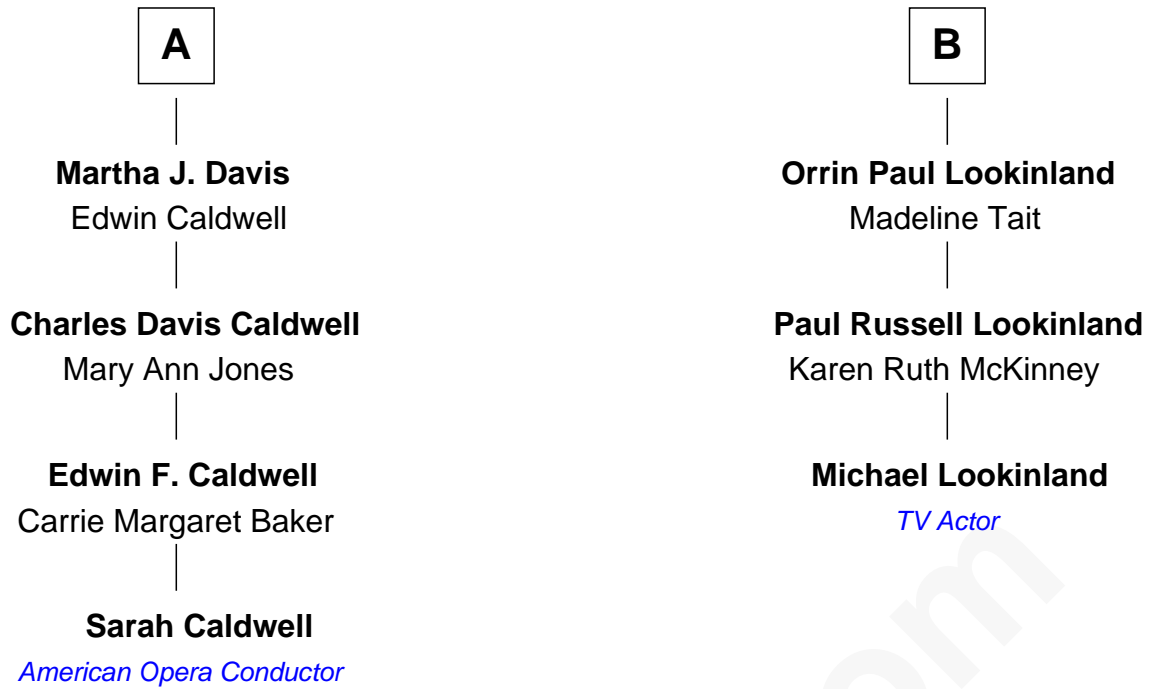 A
Martha J. Davis
Edwin Caldwell
Charles Davis Caldwell
Mary Ann Jones
Edwin F. Caldwell
Carrie Margaret Baker
Sarah Caldwell
American Opera Conductor
B
Orrin Paul Lookinland
Madeline Tait
Paul Russell Lookinland
Karen Ruth McKinney
Michael Lookinland
TV Actor
om